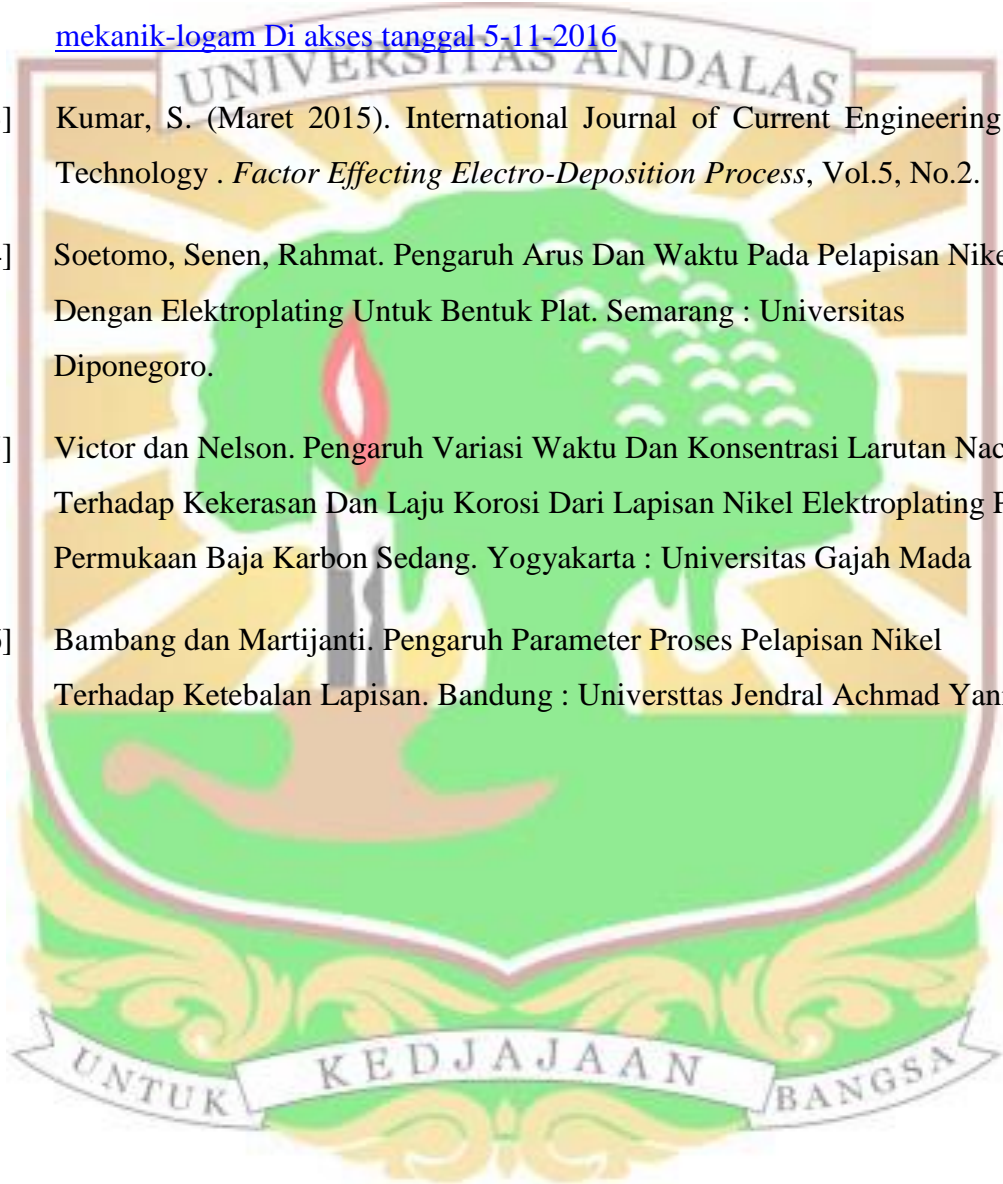 mekanik-logam Di akses tanggal 5-11-2016
UNIVERSITAS ANDALAS
] Kumar, S. (Maret 2015). International Journal of Current Engineering
Technology . Factor Effecting Electro-Deposition Process, Vol.5, No.2.
] Soetomo, Senen, Rahmat. Pengaruh Arus Dan Waktu Pada Pelapisan
Dengan Elektroplating Untuk Bentuk Plat. Semarang : Universitas
Diponegoro.
] Victor dan Nelson. Pengaruh Variasi Waktu Dan Konsentrasi Larutan
Terhadap Kekerasan Dan Laju Korosi Dari Lapisan Nikel Elektroplating
Permukaan Baja Karbon Sedang. Yogyakarta : Universitas Gajah Mada
] Bambang dan Martijanti. Pengaruh Parameter Proses Pelapisan Nikel
Terhadap Ketebalan Lapisan. Bandung : Universttas Jendral Achmad
UNTUK KEDJAJAAN BANGSA